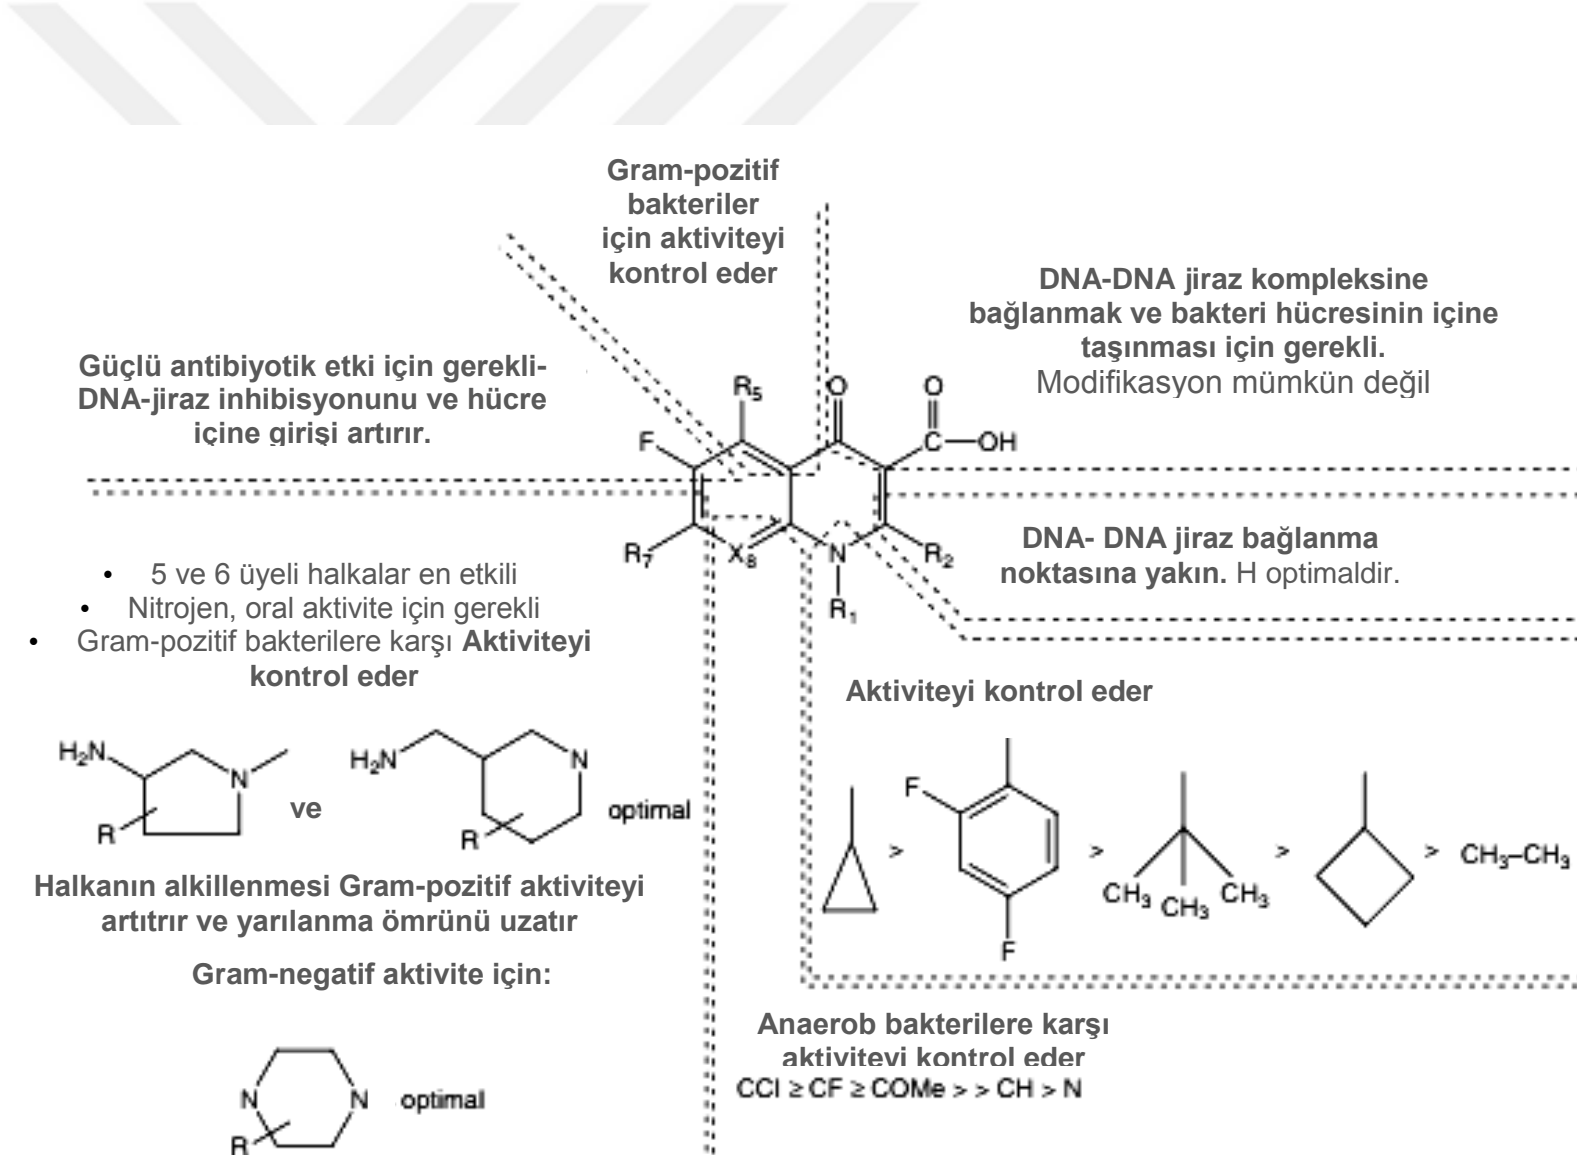 Gram-pozitif
bakteriler
için aktiviteyi
kontrol eder
DNA-DNA jiraz kompleksine
bağlanmak ve bakteri hücresinin içine
taşınması için gerekli.
Modifikasyon mümkün değil
Güçlü antibiyotik etki için gerekli-
DNA-jiraz inhibisyonunu ve hücre
içine girişi artırır.
R5
O
O
F
C—OH
R7
X8
N
R2
R1
DNA- DNA jiraz bağlanma
noktasına yakın. H optimaldir.
• 5 ve 6 üyeli halkalar en etkili
• Nitrojen, oral aktivite için gerekli
• Gram-pozitif bakterilere karşı Aktiviteyi
kontrol eder
H2N
N
R
ve
H2N
N
R
optimal
Halkanın alkillenmesi Gram-pozitif aktiviteyi
artıtrır ve yarılanma ömrünü uzatır
Gram-negatif aktivite için:
N
N
R
optimal
Aktiviteyi kontrol eder
>
F
F
>
CH3
CH3
CH3
>
> CH3–CH3
Anaerob bakterilere karşı
aktiviteyi kontrol eder
CCl ≥ CF ≥ COMe > > CH > N